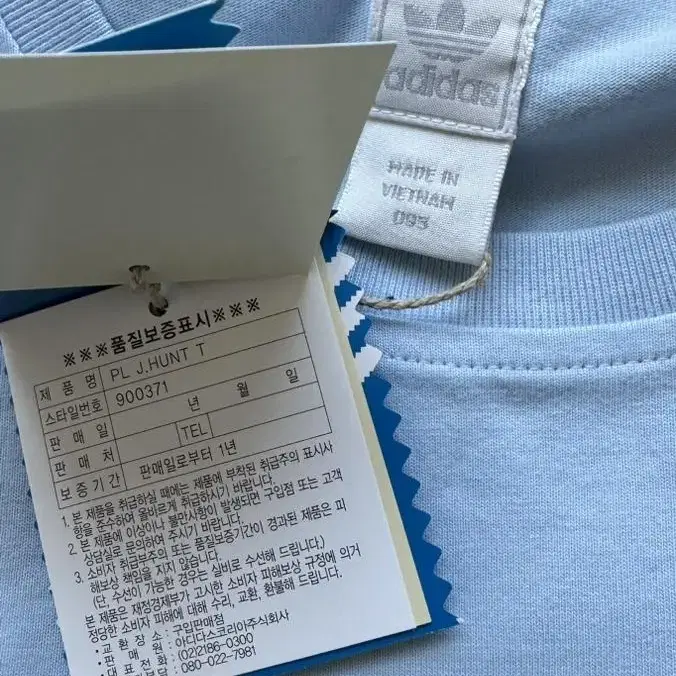 adidas
MADE IN
VIETNAM
095
※※※품질보증표시※※※
제 품 명 PL J.HUNT T
스타일번호 900371
판 매 일 년 월 일
판 매 처 TEL
보 증 기 간 판매일로부터 1년
1. 본 제품을 취급하실 때에는 제품에 부착된 취급주의 표시사
항을 준수하여 올바르게 취급하시기 바랍니다.
2. 본 제품에 이상이나 불만사항이 발생되면 구입점 또는 고객
상담실로 문의하여 주시기 바랍니다.
3. 소비자 취급부주의 또는 품질보증기간이 경과된 제품은 피
해보상 책임을 지지 않습니다.
(단, 수선이 가능한 경우는 실비로 수선해 드립니다.)
본 제품은 재정경제부가 고시한 소비자 피해보상 규정에 의거
정당한 소비자 피해에 대해 수리, 교환, 환불해 드립니다.
• 교 환 장 소 : 구입판매점
• 판 매 원 : 아디다스코리아주식회사
• 대 표 전 화 : (02)2186-0300
080-022-7981